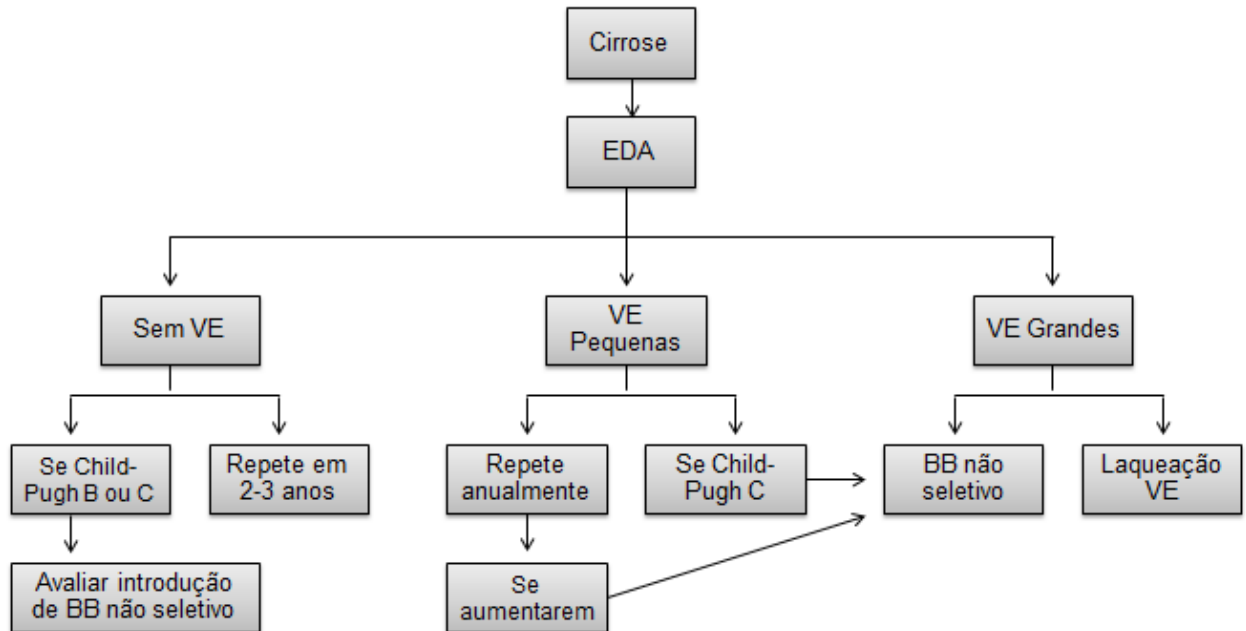 Cirrose
EDA
Sem VE
VE
Pequenas
VE Grandes
Se Child-
Pugh B ou C
Repete em
2-3 anos
Repete
anualmente
Se Child-
Pugh C
BB não
seletivo
Laqueação
VE
Avaliar introdução
de BB não seletivo
Se
aumentarem